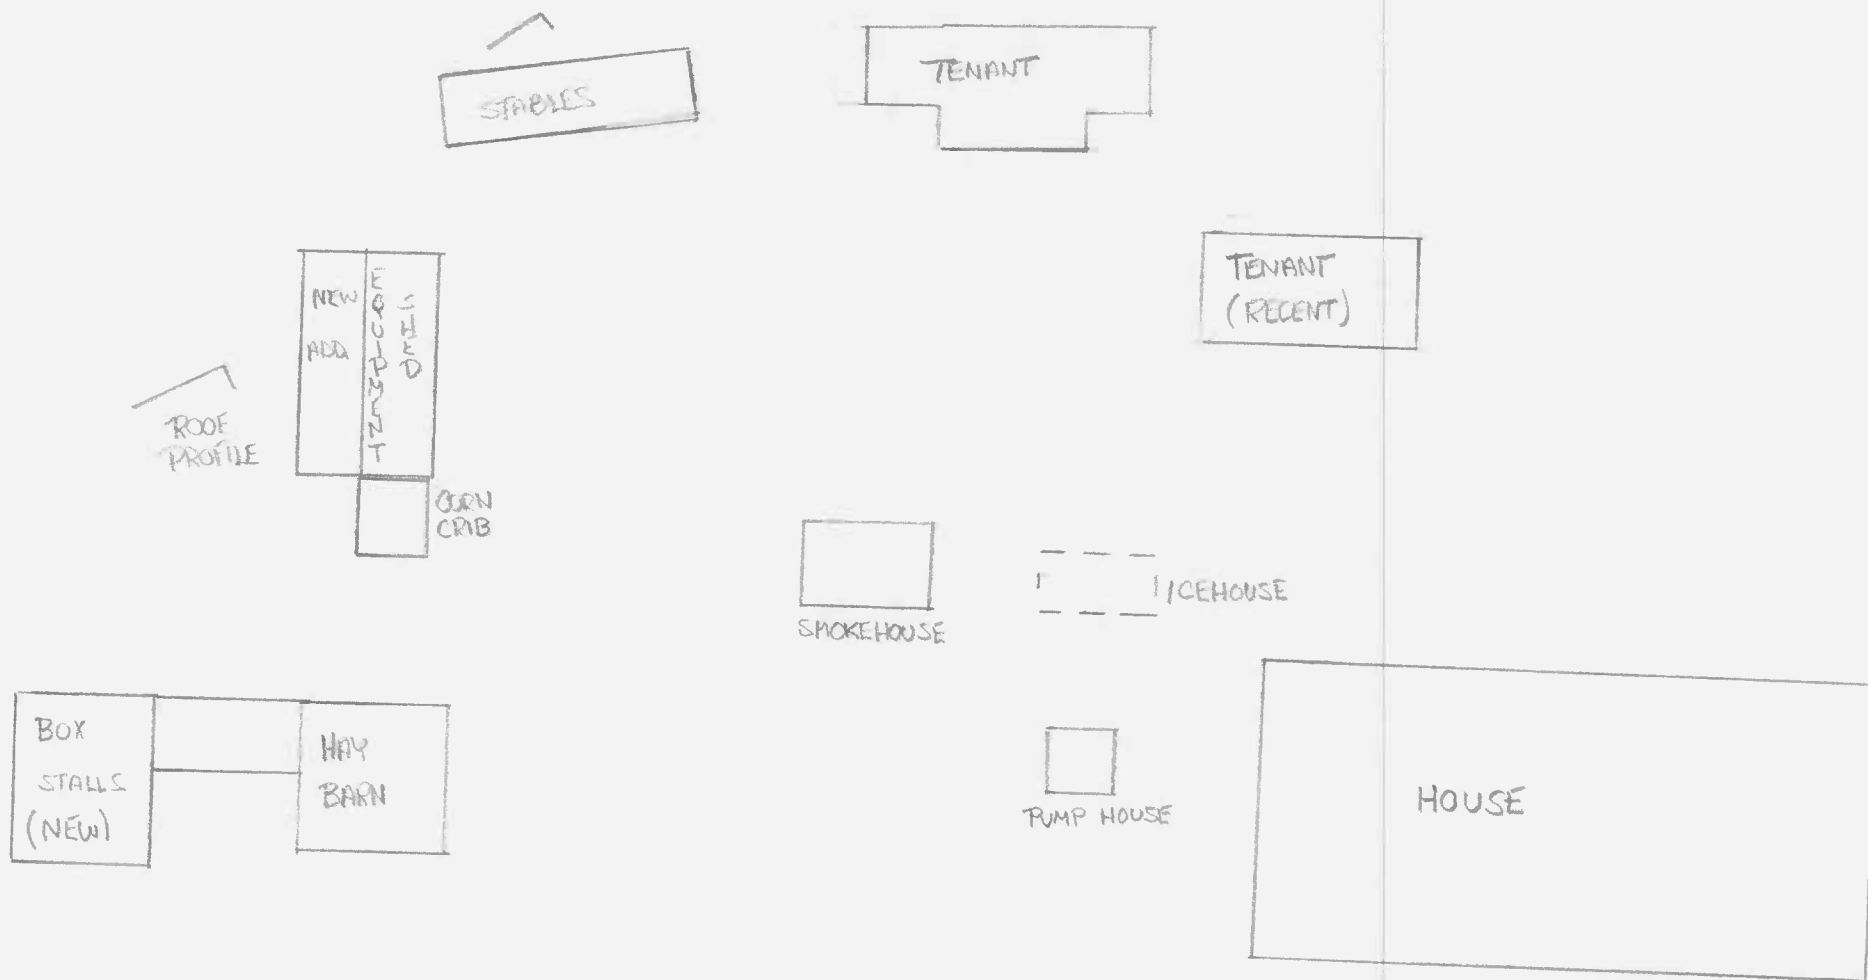 STABLES
TENANT
TENANT
(RECENT)
NEW
ADD.
EQUIPMENT
SHED
ROOF
PROFILE
CORN
CRIB
SMOKEHOUSE
ICEHOUSE
BOX
STALLS
(NEW)
HAY
BARN
PUMP HOUSE
HOUSE